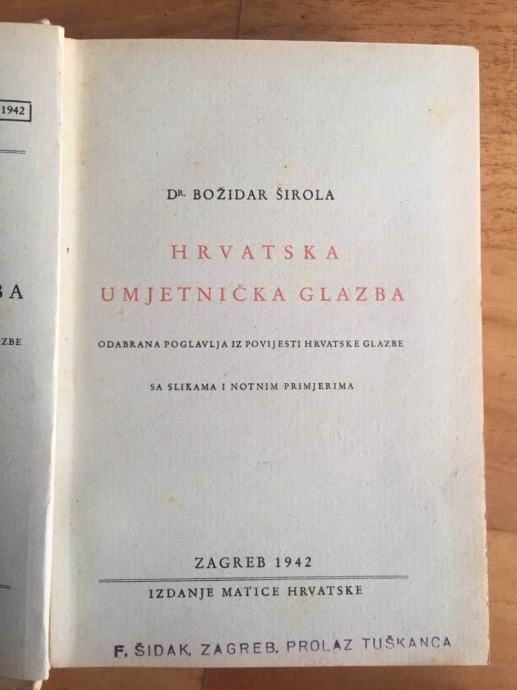 1942
BA
ZBE
DR. BOŽIDAR ŠIROLA
HRVATSKA
UMJETNIČKA GLAZBA
ODABRANA POGLAVLJA IZ POVIJESTI HRVATSKE GLAZBE
SA SLIKAMA I NOTNIM PRIMJERIMA
ZAGREB 1942
IZDANJE MATICE HRVATSKE
F. ŠIDAK, ZAGREB, PROLAZ TUŠKANCA